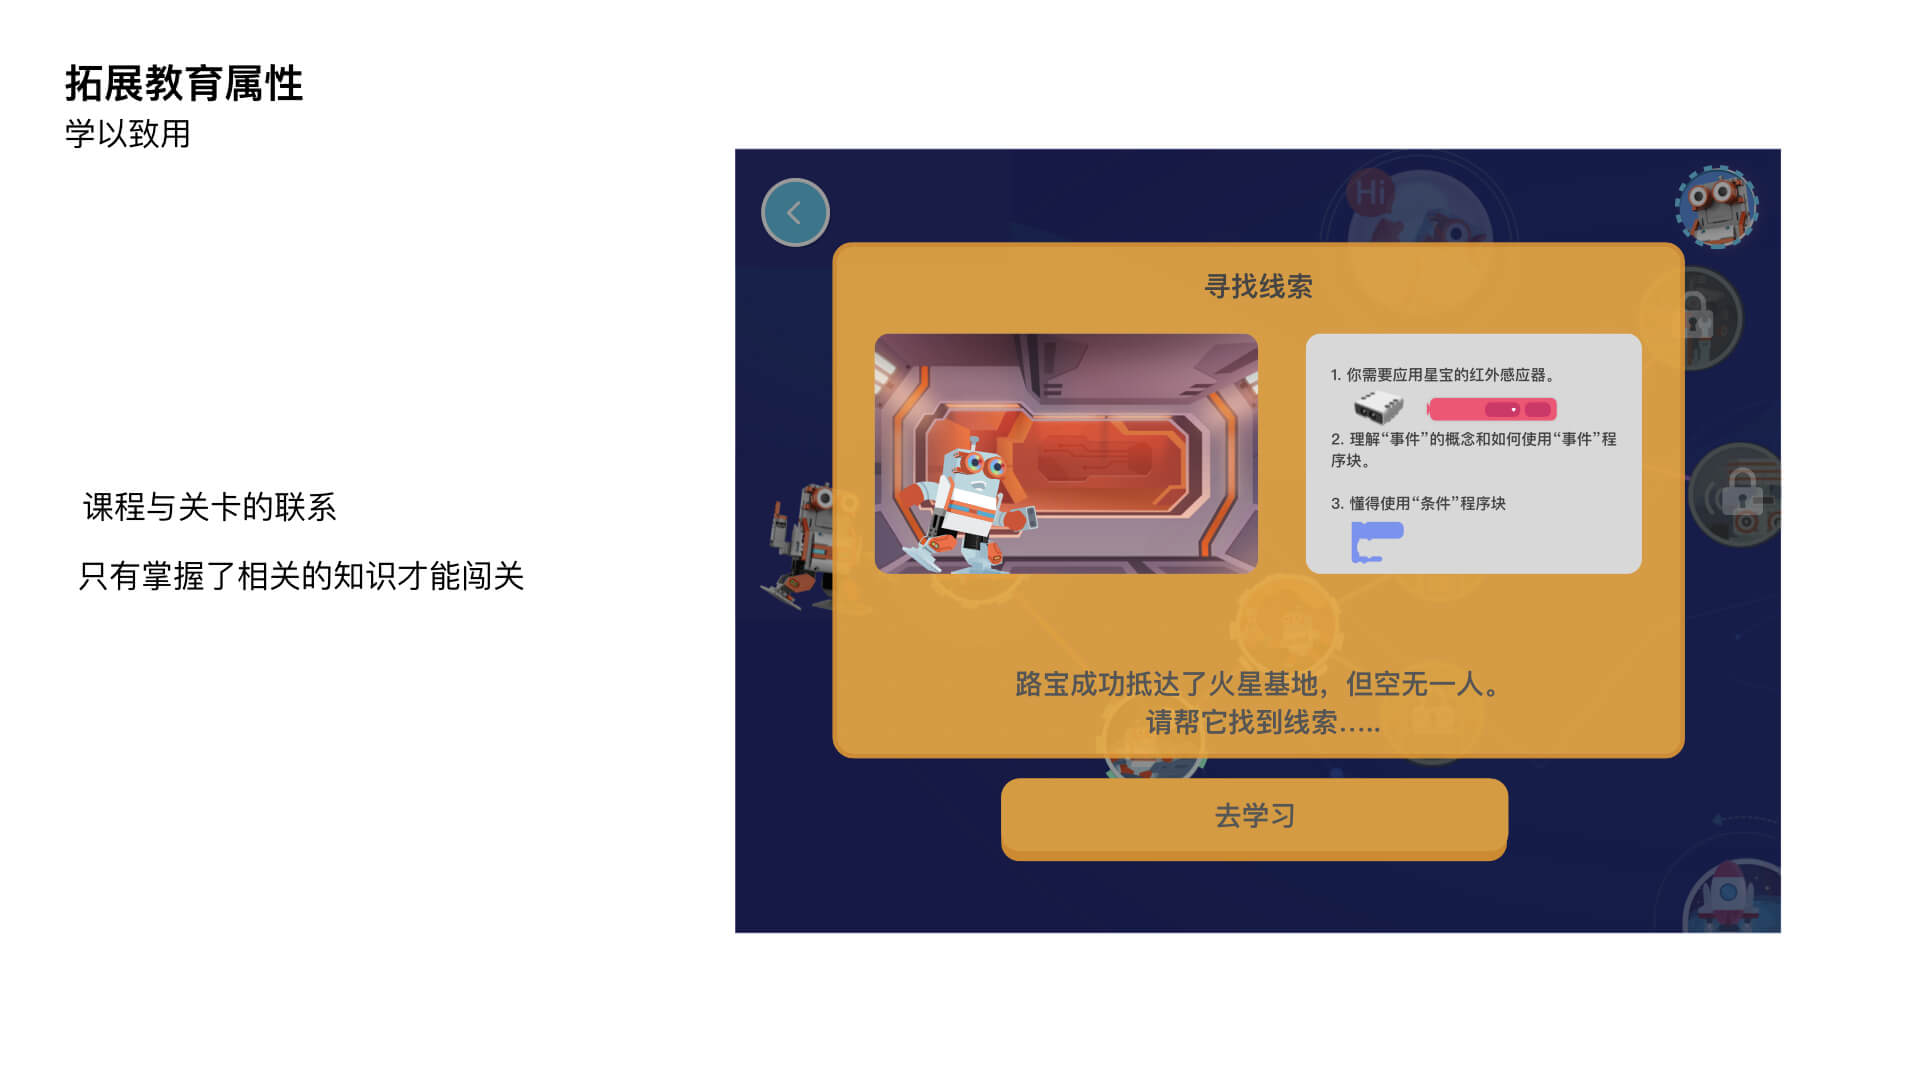 拓展教育属性
学以致用
课程与关卡的联系
只有掌握了相关的知识才能闯关
Hi
寻找线索
1. 你需要应用星宝的红外感应器。
2. 理解“事件”的概念和如何使用“事件”程
序块。
3. 懂得使用“条件”程序块
路宝成功抵达了火星基地，但空无一人。
请帮它找到线索.....
去学习